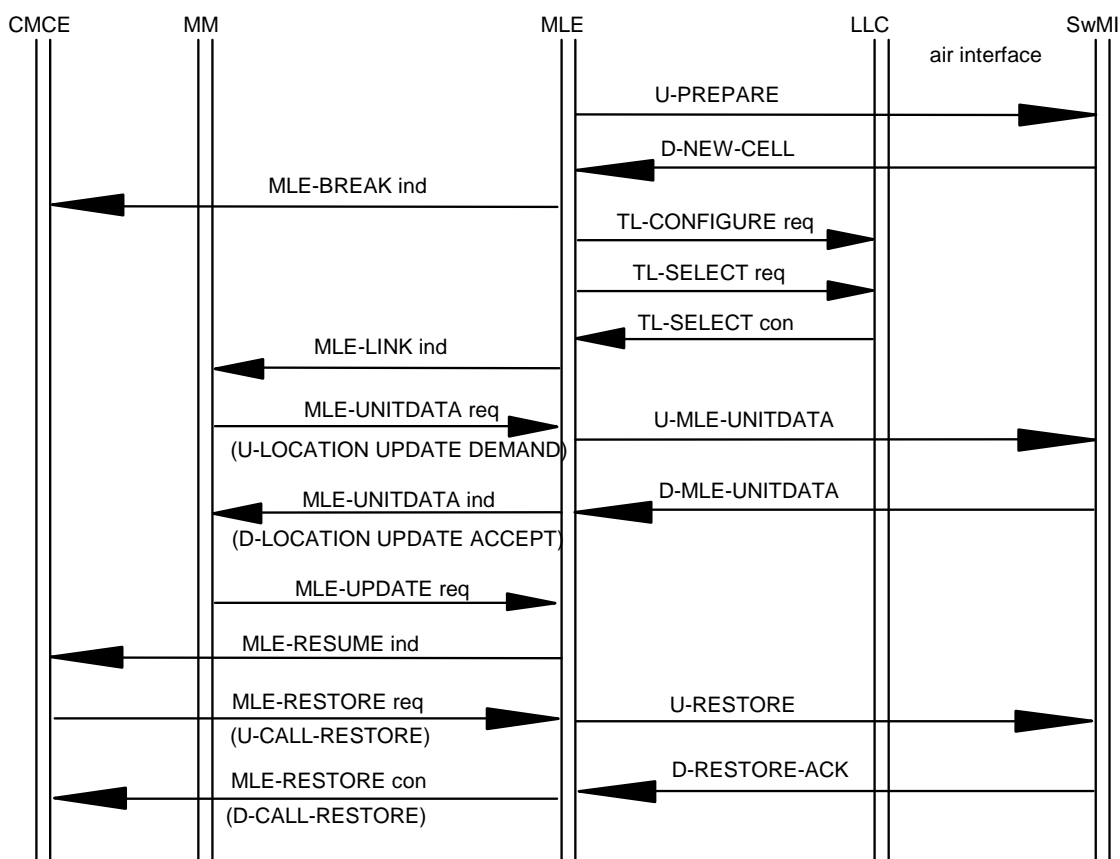 CMCE MM MLE LLC SwMI
air interface
U-PREPARE
D-NEW-CELL
MLE-BREAK ind
TL-CONFIGURE req
TL-SELECT req
TL-SELECT con
MLE-LINK ind
MLE-UNITDATA req
U-MLE-UNITDATA
(U-LOCATION UPDATE DEMAND)
D-MLE-UNITDATA
MLE-UNITDATA ind
(D-LOCATION UPDATE ACCEPT)
MLE-UPDATE req
MLE-RESUME ind
MLE-RESTORE req
U-RESTORE
(U-CALL-RESTORE)
D-RESTORE-ACK
MLE-RESTORE con
(D-CALL-RESTORE)